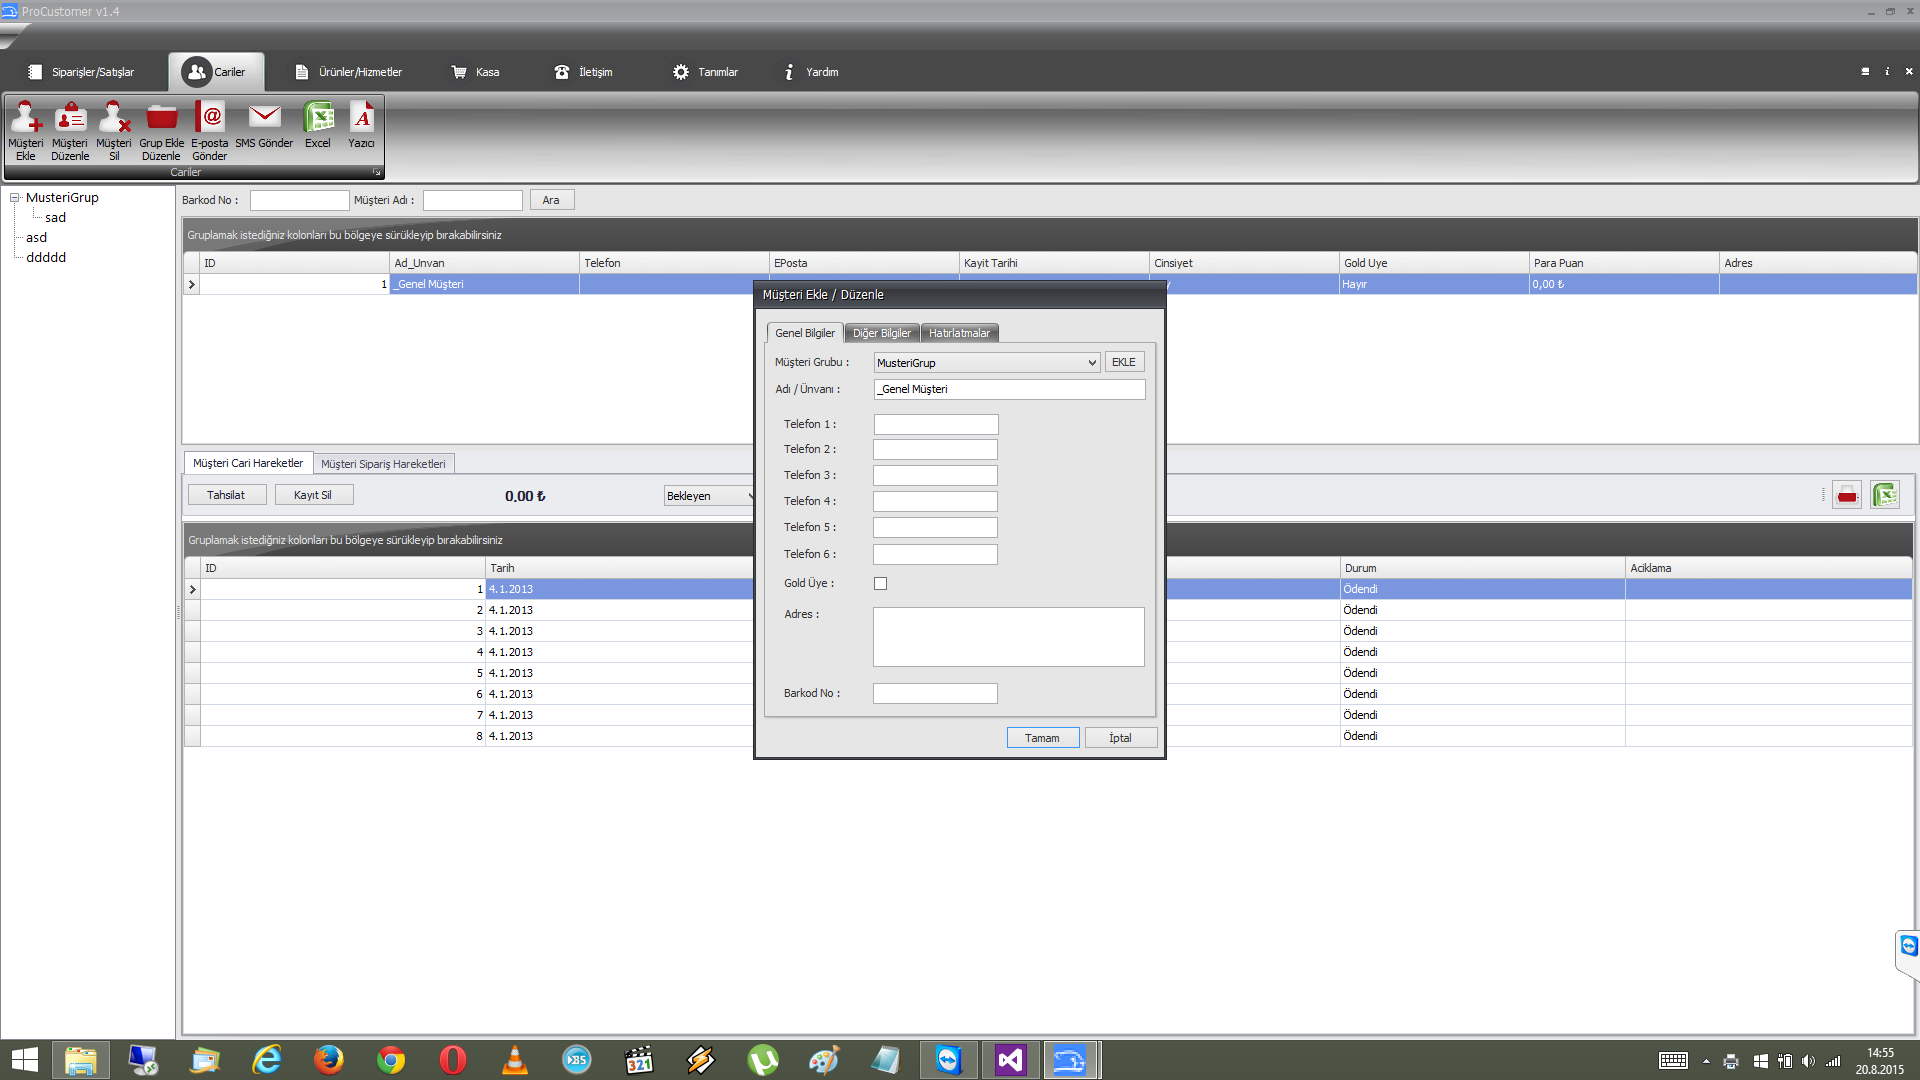 ProCustomer v1.4
Siparişler/Satışlar
Cariler
Ürünler/Hizmetler
Kasa
İletişim
Tanımlar
Yardım
Müşteri Ekle
Müşteri Düzenle
Müşteri Sil
Grup Ekle Düzenle
E-posta Gönder
SMS Gönder
Excel
Yazıcı
Cariler
MusteriGrup
sad
asd
ddddd
Barkod No :
Müşteri Adı :
Ara
Gruplamak istediğniz kolonları bu bölgeye sürükleyip bırakabilirsiniz
ID Ad_Unvan Telefon EPosta Kayit Tarihi Cinsiyet Gold Uye Para Puan Adres
1 _Genel Müşteri Hayır 0,00 ₺
Müşteri Ekle / Düzenle
Genel Bilgiler Diğer Bilgiler Hatırlatmalar
Müşteri Grubu : MusteriGrup EKLE
Adı / Ünvanı : _Genel Müşteri
Telefon 1 :
Telefon 2 :
Telefon 3 :
Telefon 4 :
Telefon 5 :
Telefon 6 :
Gold Üye :
Adres :
Barkod No :
Tamam İptal
Müşteri Cari Hareketler Müşteri Sipariş Hareketleri
Tahsilat Kayıt Sil 0,00 ₺ Bekleyen
Gruplamak istediğniz kolonları bu bölgeye sürükleyip bırakabilirsiniz
ID Tarih Durum Aciklama
1 4.1.2013 Ödendi
2 4.1.2013 Ödendi
3 4.1.2013 Ödendi
4 4.1.2013 Ödendi
5 4.1.2013 Ödendi
6 4.1.2013 Ödendi
7 4.1.2013 Ödendi
8 4.1.2013 Ödendi
BS
321
14:55
20.8.2015